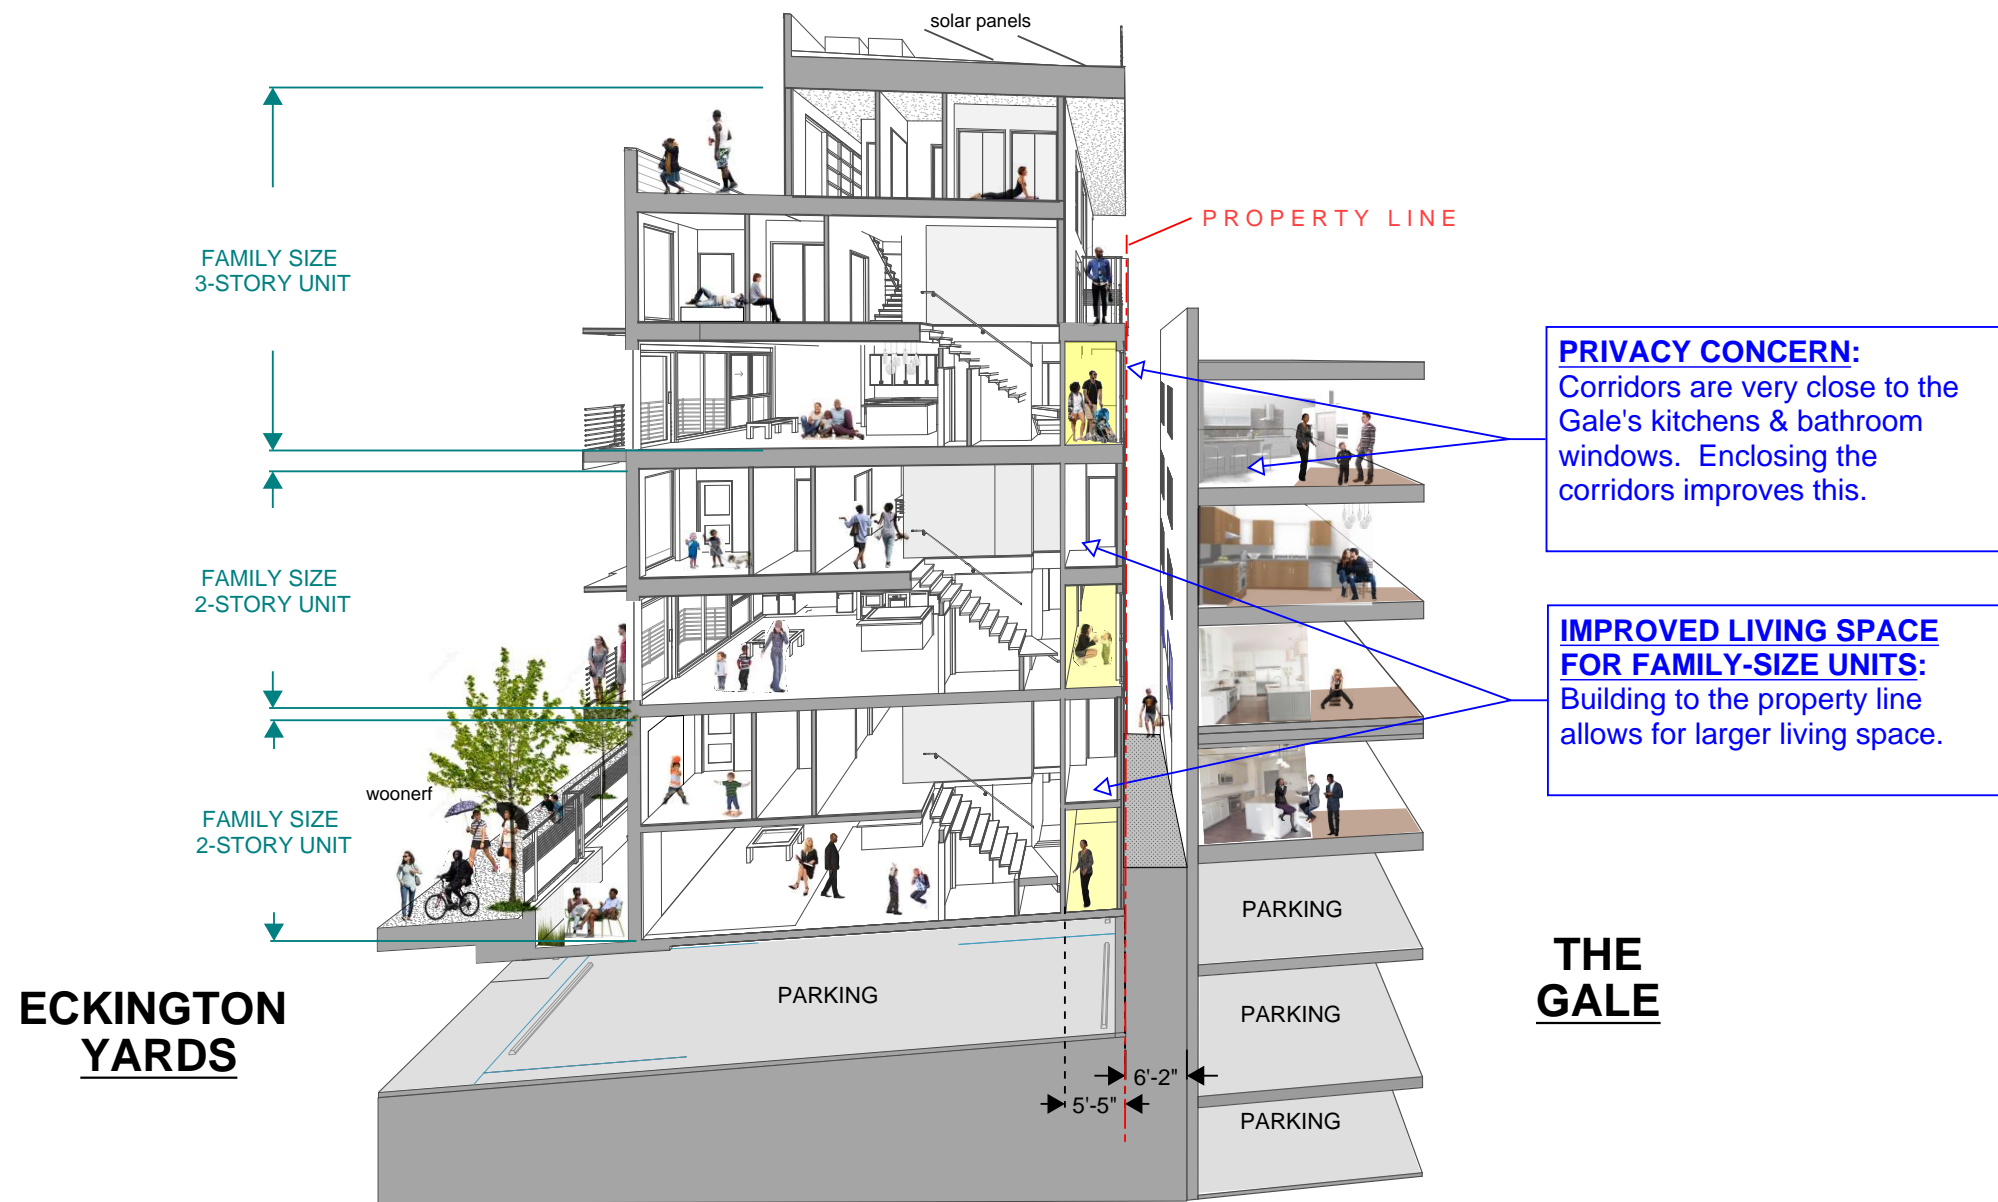 solar panels
PROPERTY LINE
FAMILY SIZE
3-STORY UNIT
PRIVACY CONCERN:
Corridors are very close to the
Gale's kitchens & bathroom
windows.  Enclosing the
corridors improves this.
FAMILY SIZE
2-STORY UNIT
IMPROVED LIVING SPACE
FOR FAMILY-SIZE UNITS:
Building to the property line
allows for larger living space.
woonerf
FAMILY SIZE
2-STORY UNIT
PARKING
THE
GALE
PARKING
ECKINGTON
YARDS
PARKING
6'-2"
5'-5"
PARKING